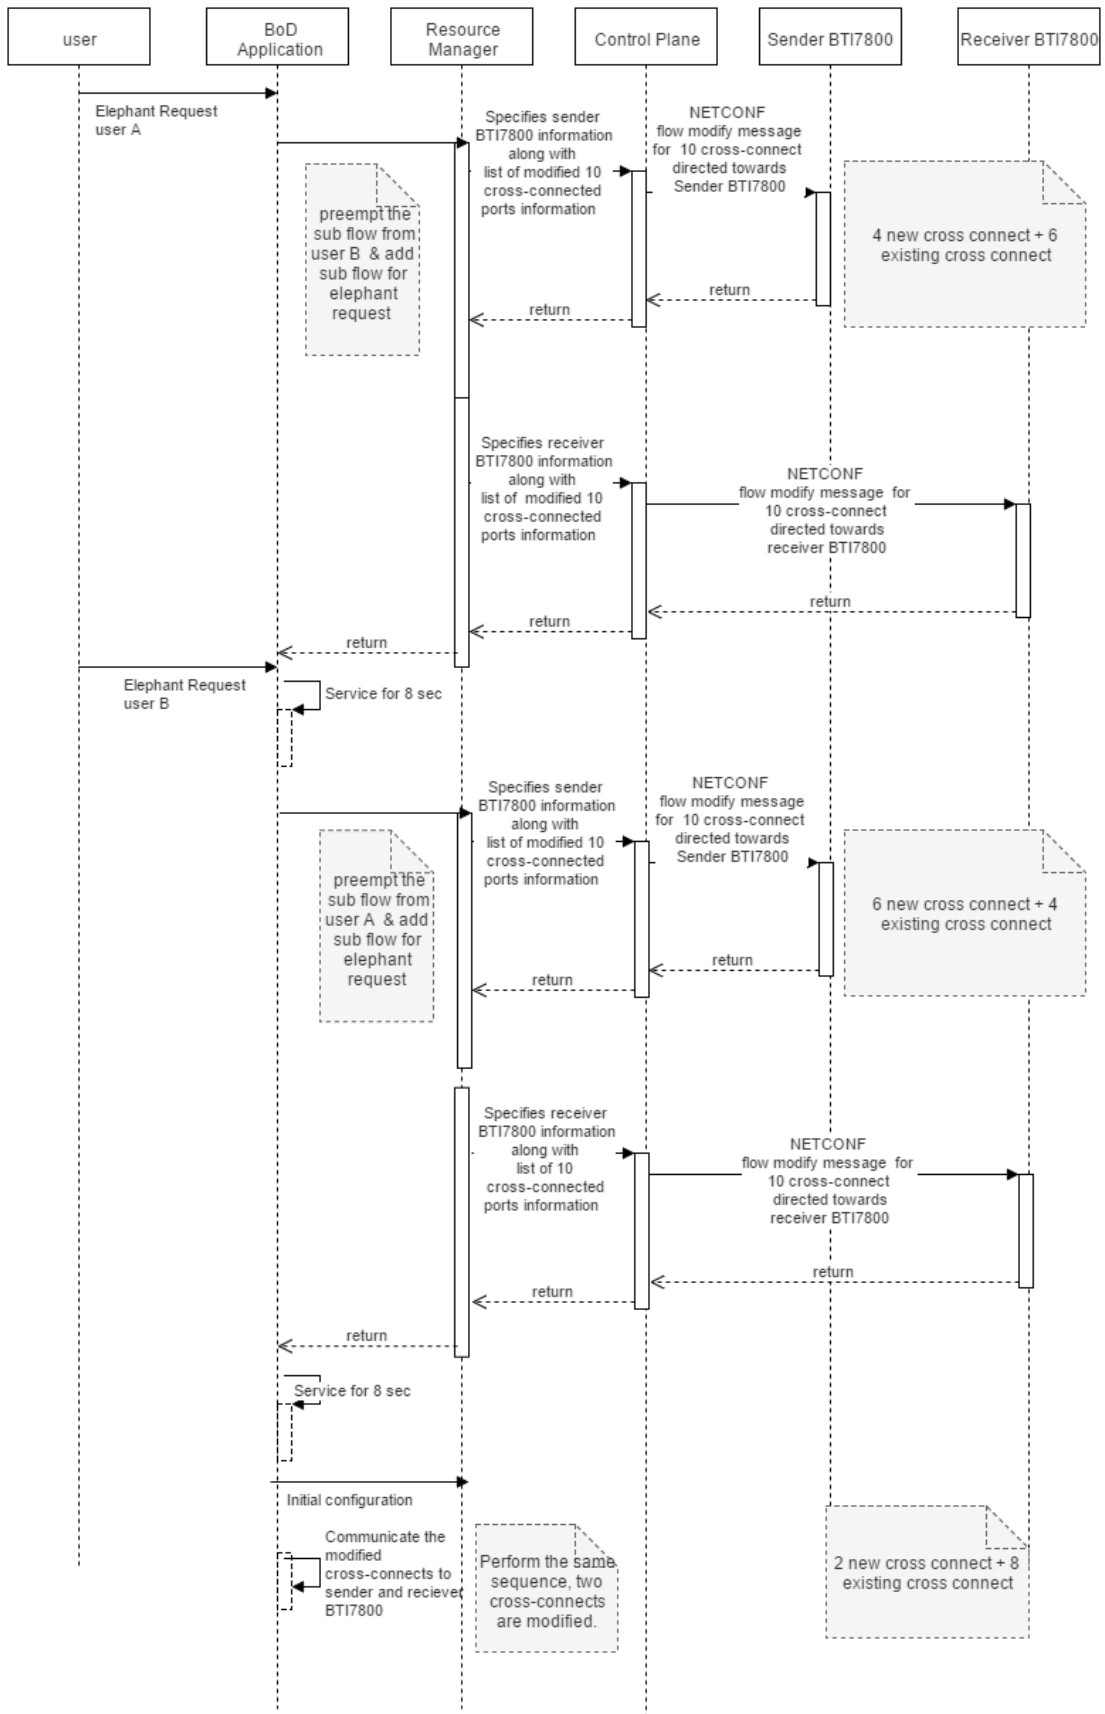 user
BoD
Application
Resource
Manager
Control Plane
Sender BTI7800
Receiver BTI7800
Elephant Request
user A
Specifies sender
BTI7800 information
along with
list of modified 10
cross-connected
ports information
NETCONF
flow modify message
for 10 cross-connect
directed towards
Sender BTI7800
preempt the
sub flow from
user B & add
sub flow for
elephant
request
4 new cross connect + 6
existing cross connect
return
return
Specifies receiver
BTI7800 information
along with
list of modified 10
cross-connected
ports information
NETCONF
flow modify message for
10 cross-connect
directed towards
receiver BTI7800
return
return
return
Elephant Request
user B
Service for 8 sec
Specifies sender
BTI7800 information
along with
list of modified 10
cross-connected
ports information
NETCONF
flow modify message
for 10 cross-connect
directed towards
Sender BTI7800
preempt the
sub flow from
user A & add
sub flow for
elephant
request
6 new cross connect + 4
existing cross connect
return
return
Specifies receiver
BTI7800 information
along with
list of 10
cross-connected
ports information
NETCONF
flow modify message for
10 cross-connect
directed towards
receiver BTI7800
return
return
return
Service for 8 sec
Initial configuration
Communicate the
modified
cross-connects to
sender and reciever
BTI7800
Perform the same
sequence, two
cross-connects
are modified.
2 new cross connect + 8
existing cross connect